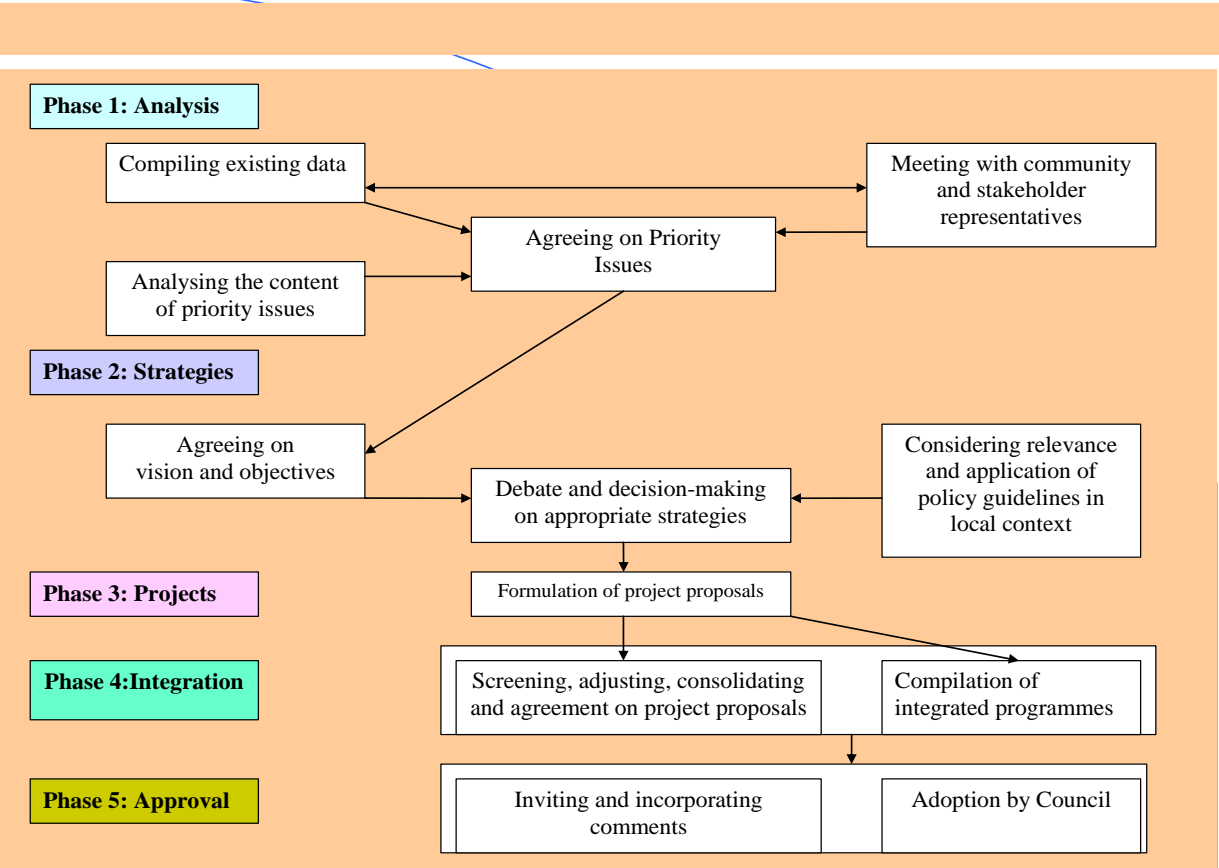 Phase 1: Analysis
Compiling existing data
Meeting with community
and stakeholder
representatives
Agreeing on Priority
Issues
Analysing the content
of priority issues
Phase 2: Strategies
Agreeing on
vision and objectives
Considering relevance
and application of
policy guidelines in
local context
Debate and decision-making
on appropriate strategies
Phase 3: Projects
Formulation of project proposals
Phase 4:Integration
Screening, adjusting, consolidating
and agreement on project proposals
Compilation of
integrated programmes
Phase 5: Approval
Inviting and incorporating
comments
Adoption by Council